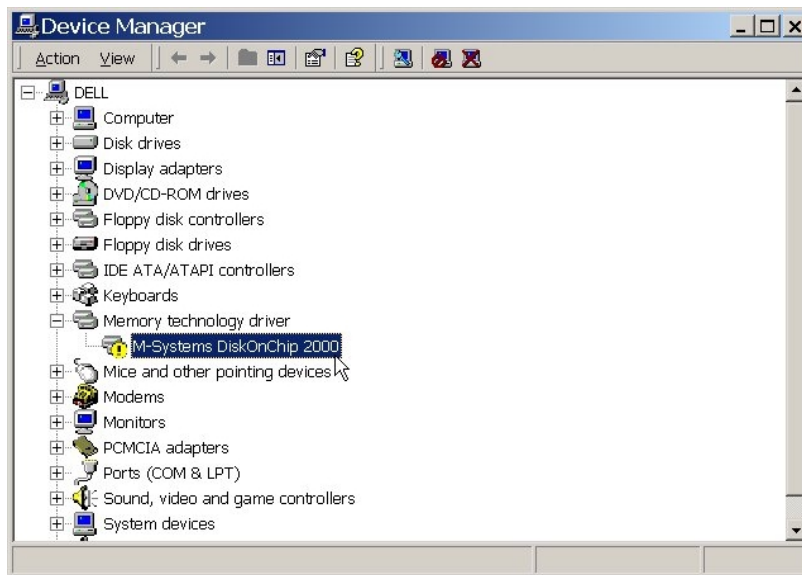 Device Manager
Action View
DELL
Computer
Disk drives
Display adapters
DVD/CD-ROM drives
Floppy disk controllers
Floppy disk drives
IDE ATA/ATAPI controllers
Keyboards
Memory technology driver
M-Systems DiskOnChip 2000
Mice and other pointing devices
Modems
Monitors
PCMCIA adapters
Ports (COM & LPT)
Sound, video and game controllers
System devices